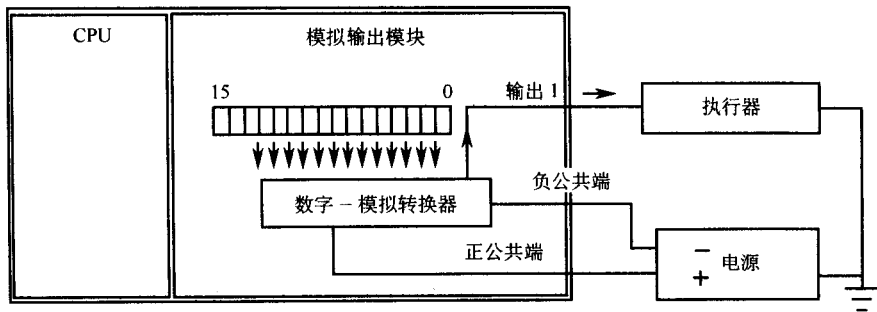 CPU
模拟输出模块
15
0
输出 1
执行器
负公共端
数字－模拟转换器
正公共端
－
+
电源